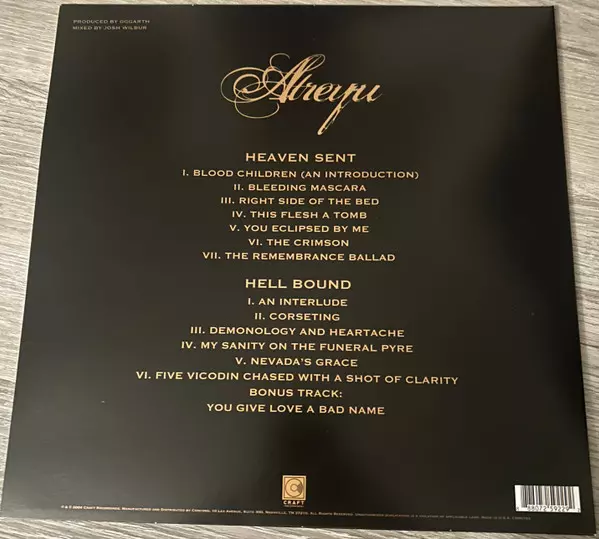 PRODUCED BY GGGARTH
MIXED BY JOSH WILBUR
Atreyu
HEAVEN SENT
I. BLOOD CHILDREN (AN INTRODUCTION)
II. BLEEDING MASCARA
III. RIGHT SIDE OF THE BED
IV. THIS FLESH A TOMB
V. YOU ECLIPSED BY ME
VI. THE CRIMSON
VII. THE REMEMBRANCE BALLAD
HELL BOUND
I. AN INTERLUDE
II. CORSETING
III. DEMONOLOGY AND HEARTACHE
IV. MY SANITY ON THE FUNERAL PYRE
V. NEVADA'S GRACE
VI. FIVE VICODIN CHASED WITH A SHOT OF CLARITY
BONUS TRACK:
YOU GIVE LOVE A BAD NAME
C
CRAFT